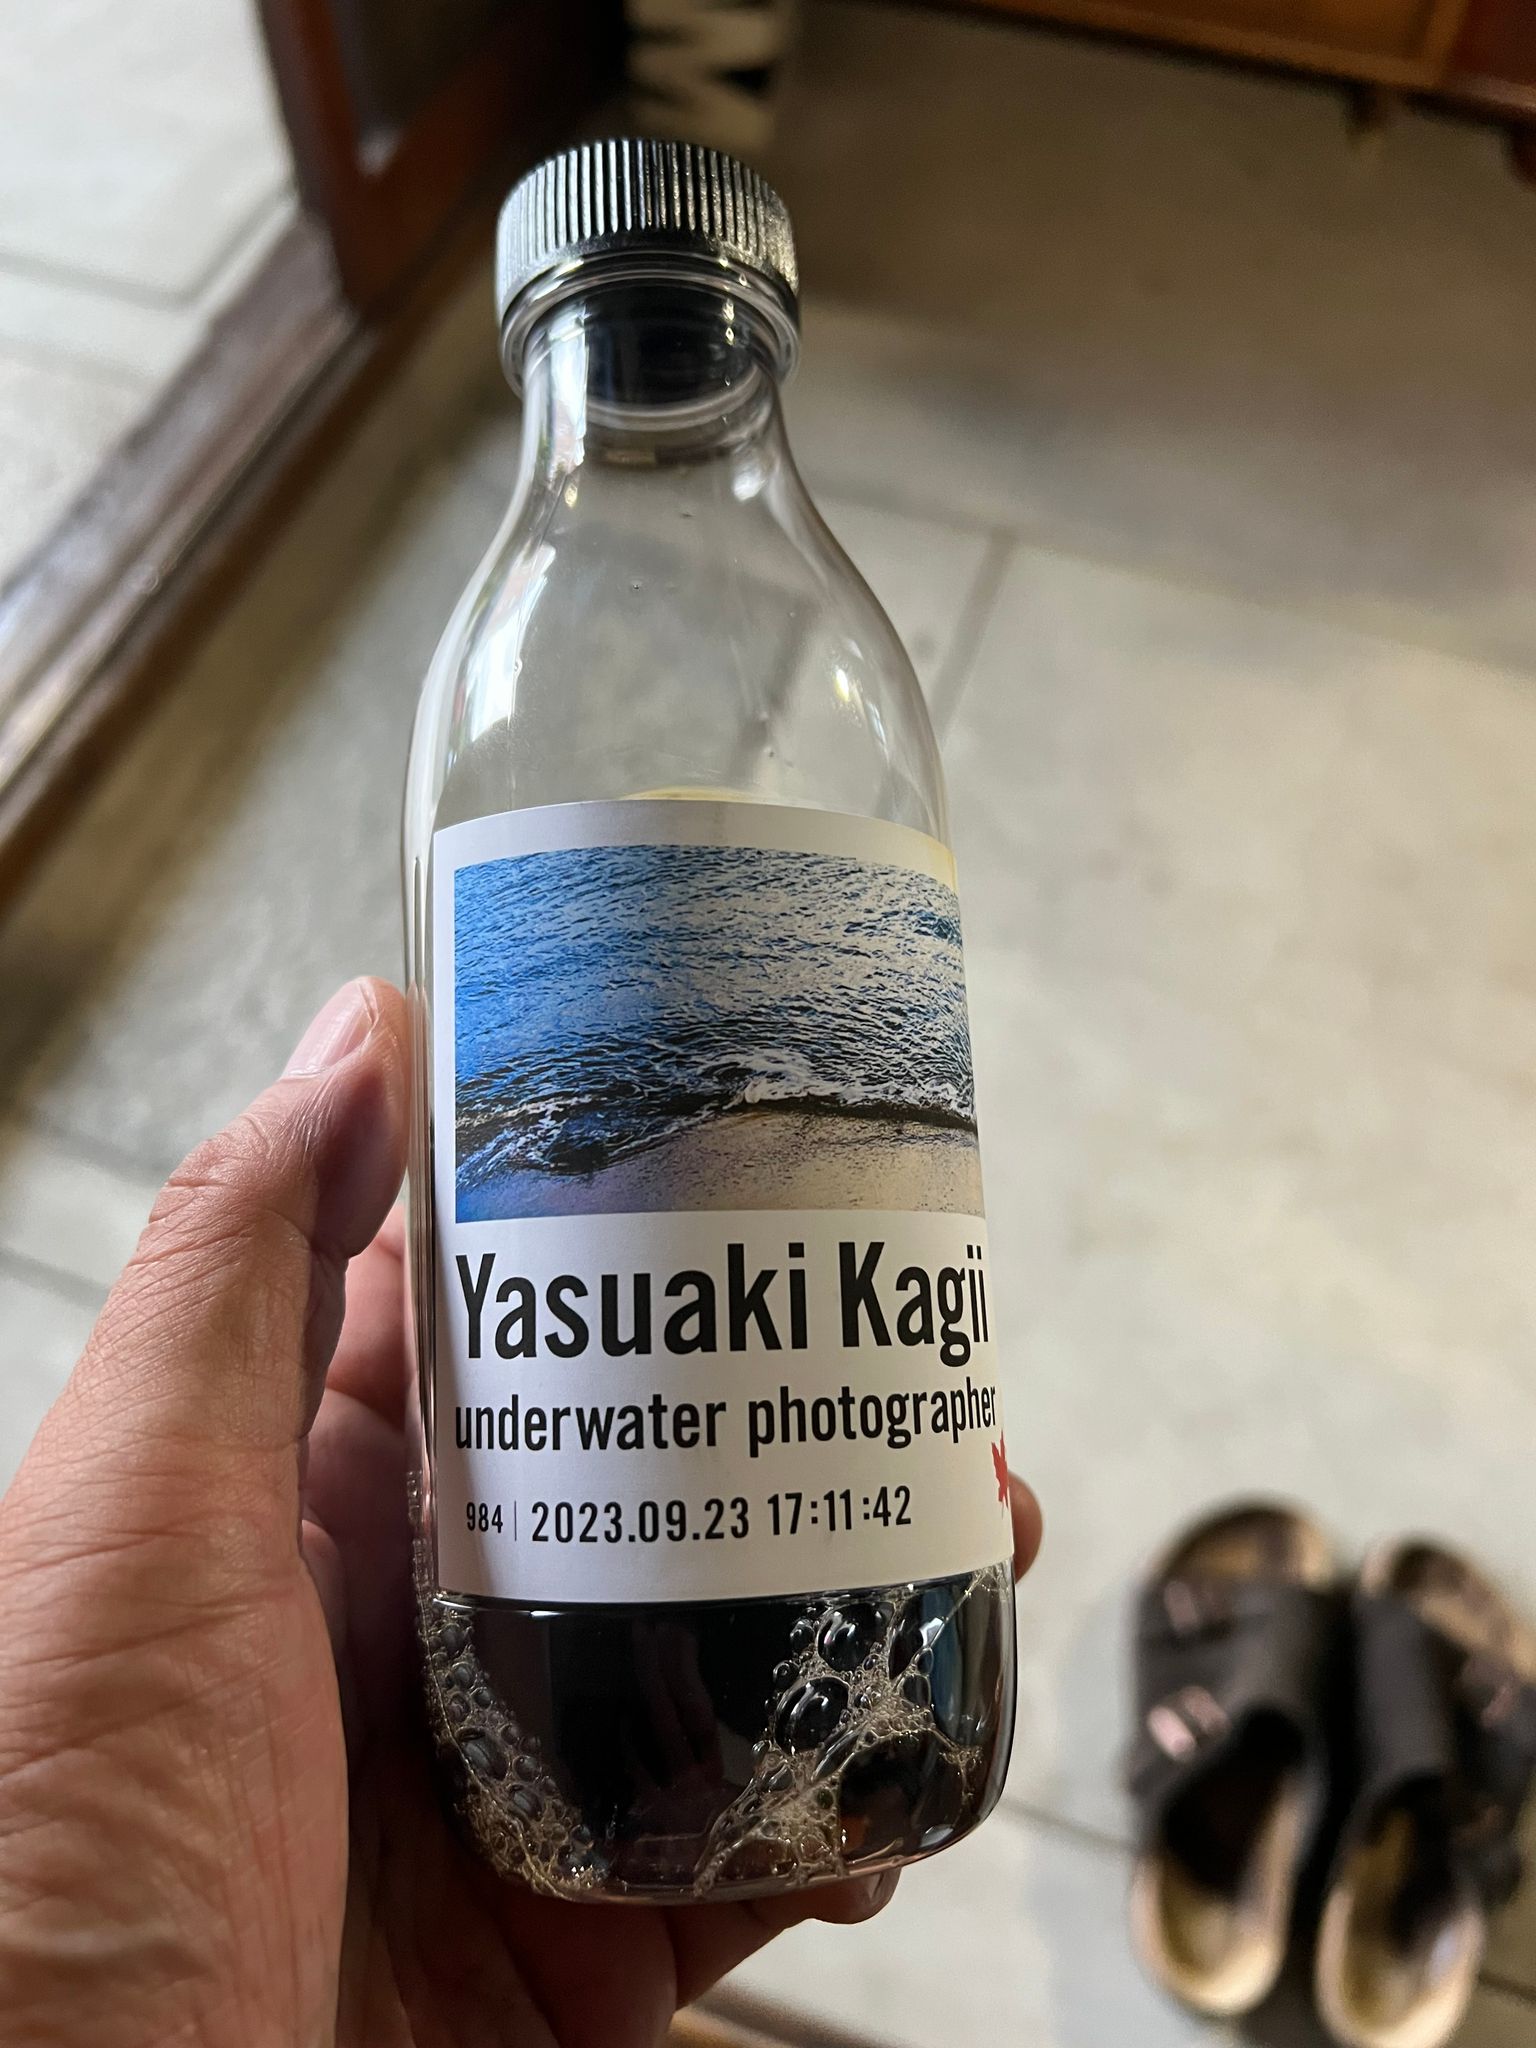 Yasuaki Kagii
underwater photographer
984 | 2023.09.23 17:11:42